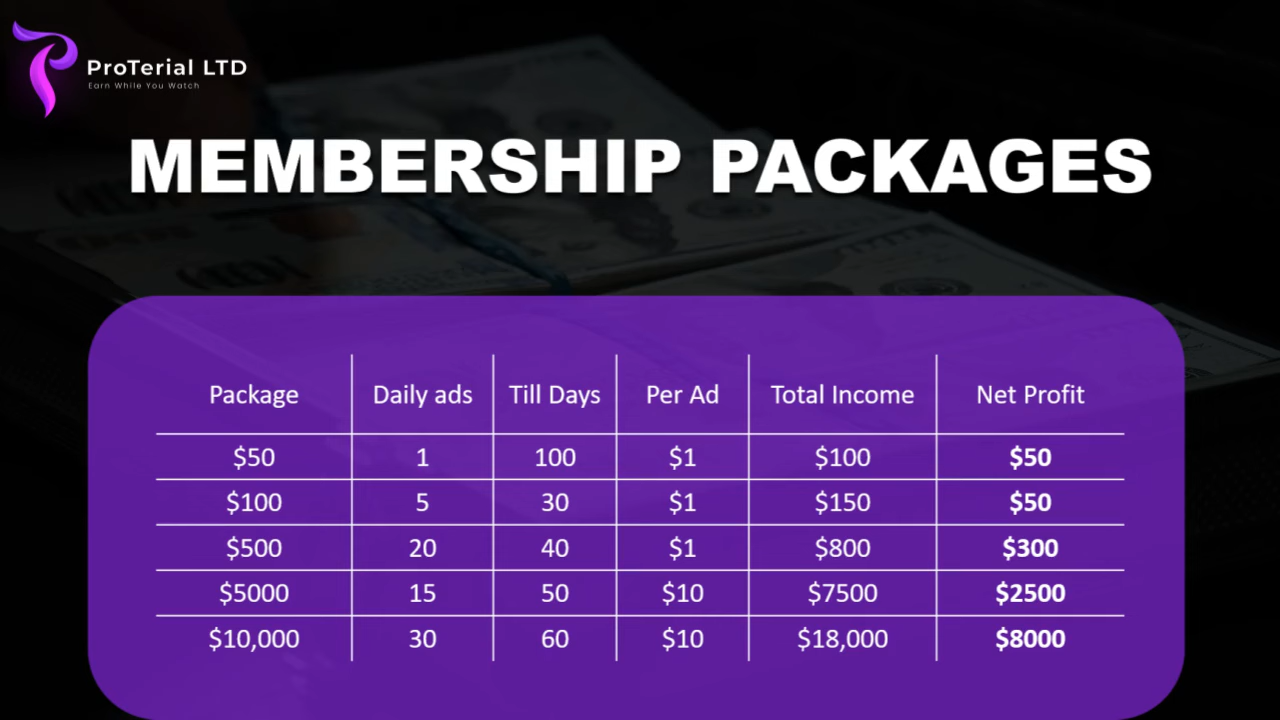 ProTerial LTD
Earn While You Watch
MEMBERSHIP PACKAGES
Package Daily ads Till Days Per Ad Total Income Net Profit
$50 1 100 $1 $100 $50
$100 5 30 $1 $150 $50
$500 20 40 $1 $800 $300
$5000 15 50 $10 $7500 $2500
$10,000 30 60 $10 $18,000 $8000